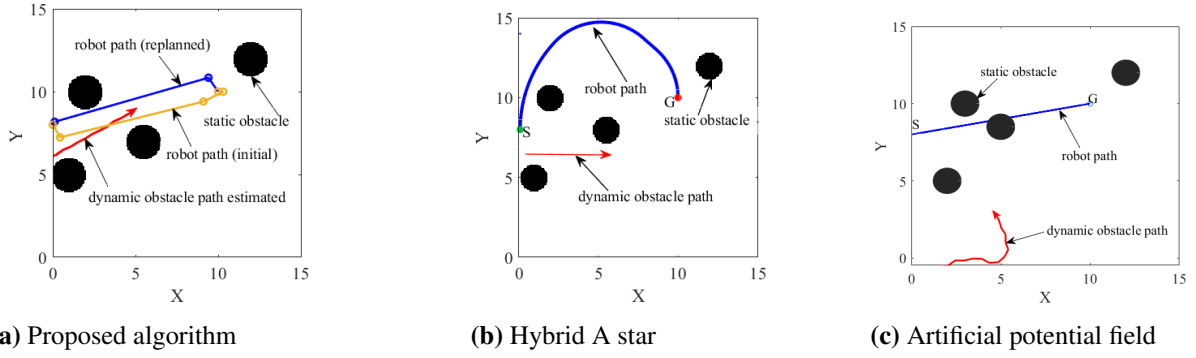 15
10
5
0
Y
0
5
10
15
X
robot path (replanned)
static obstacle
robot path (initial)
dynamic obstacle path estimated
15
10
5
0
Y
0
5
10
15
X
robot path
G
static obstacle
S
dynamic obstacle path
15
10
5
0
Y
0
5
10
15
X
static obstacle
G
S
robot path
dynamic obstacle path
a) Proposed algorithm
(b) Hybrid A star
(c) Artificial potential field